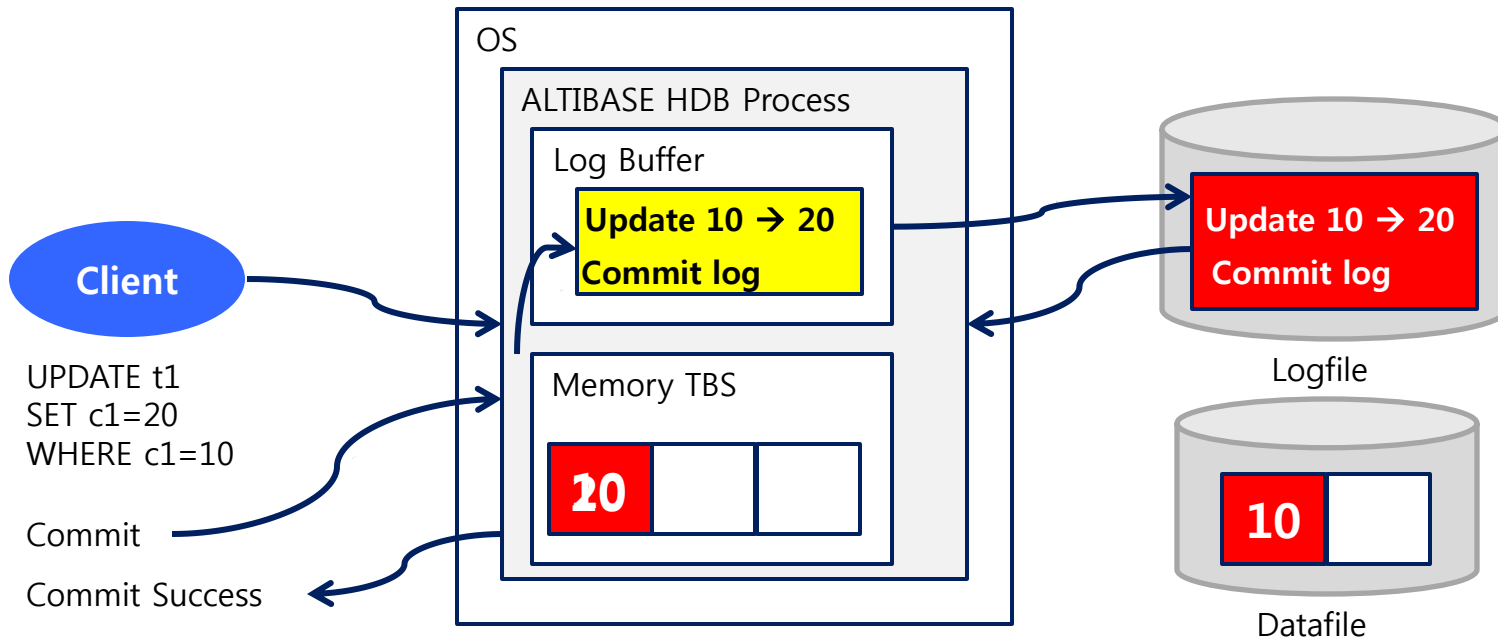 OS
ALTIBASE HDB Process
Log Buffer
Update 10 → 20
Commit log
Client
UPDATE t1
SET c1=20
WHERE c1=10
Commit
Commit Success
Memory TBS
Update 10 → 20
Commit log
Logfile
10
Datafile